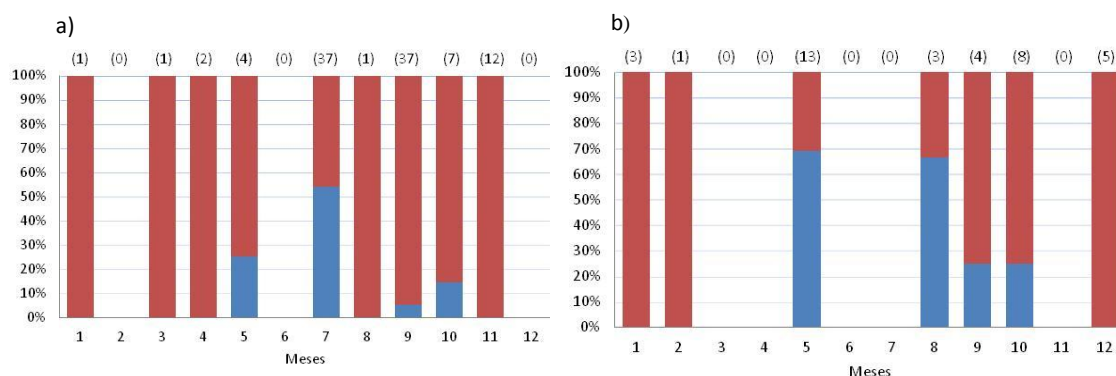 a)
(1) (0) (1) (2) (4) (0) (37) (1) (37) (7) (12) (0)
100%
90%
80%
70%
60%
50%
40%
30%
20%
10%
0%
1 2 3 4 5 6 7 8 9 10 11 12
Meses
b)
(3) (1) (0) (0) (13) (0) (0) (3) (4) (8) (0) (5)
100%
90%
80%
70%
60%
50%
40%
30%
20%
10%
0%
1 2 3 4 5 6 7 8 9 10 11 12
Meses